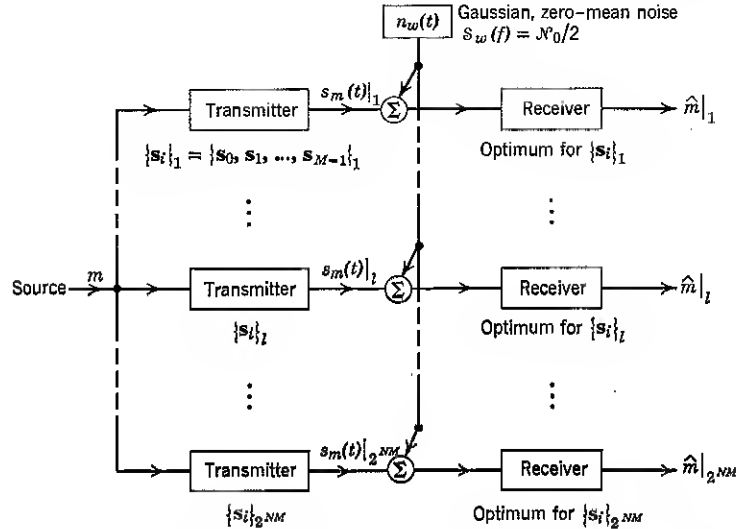 n_w(t)
Gaussian, zero-mean noise
S_w(f) = N_0/2
Transmitter
s_m(t)|_1
Σ
Receiver
m̂|_1
{s_i}_1 = {s_0, s_1, ..., s_{M-1}}_1
Optimum for {s_i}_1
Source
m
Transmitter
s_m(t)|_l
Σ
Receiver
m̂|_l
{s_i}_l
Optimum for {s_i}_l
Transmitter
s_m(t)|_{2^{NM}}
Σ
Receiver
m̂|_{2^{NM}}
{s_i}_{2^{NM}}
Optimum for {s_i}_{2^{NM}}